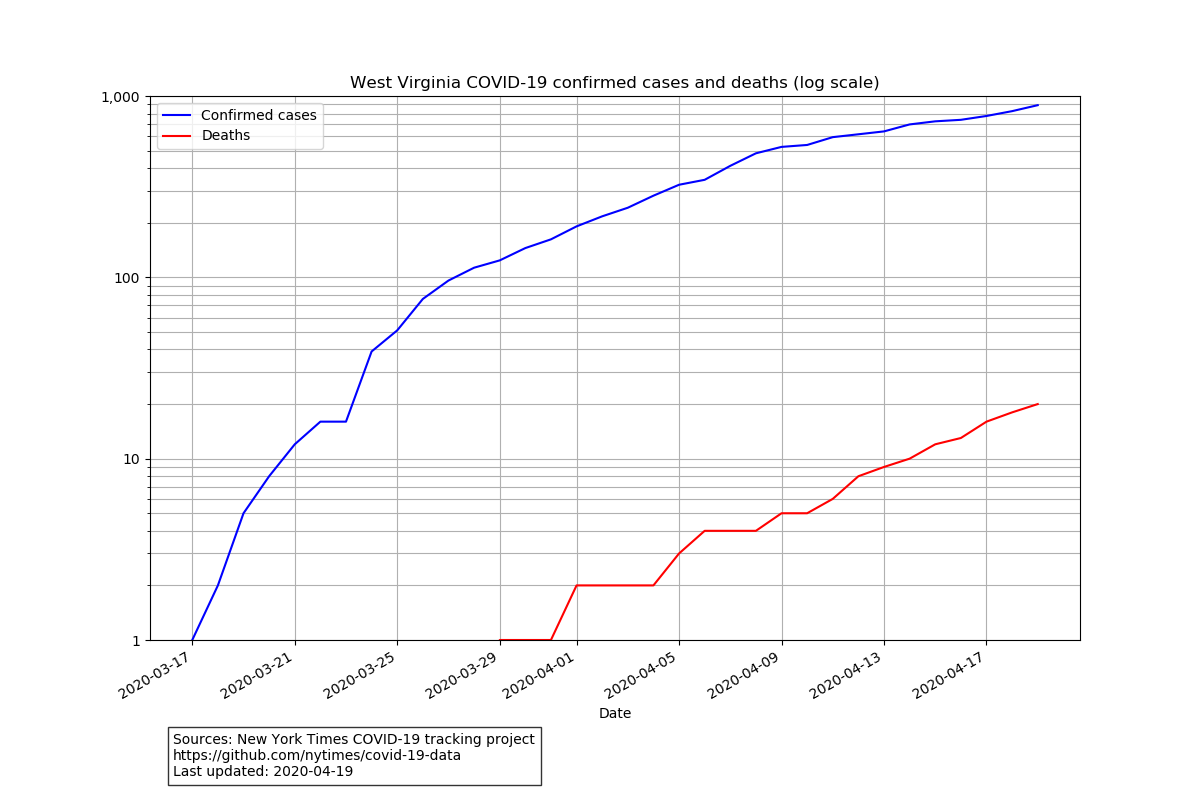 West Virginia COVID-19 confirmed cases and deaths (log scale)
1,000
100
10
1
Confirmed cases
Deaths
2020-03-17
2020-03-21
2020-03-25
2020-03-29
2020-04-01
2020-04-05
2020-04-09
2020-04-13
2020-04-17
Date
Sources: New York Times COVID-19 tracking project
https://github.com/nytimes/covid-19-data
Last updated: 2020-04-19